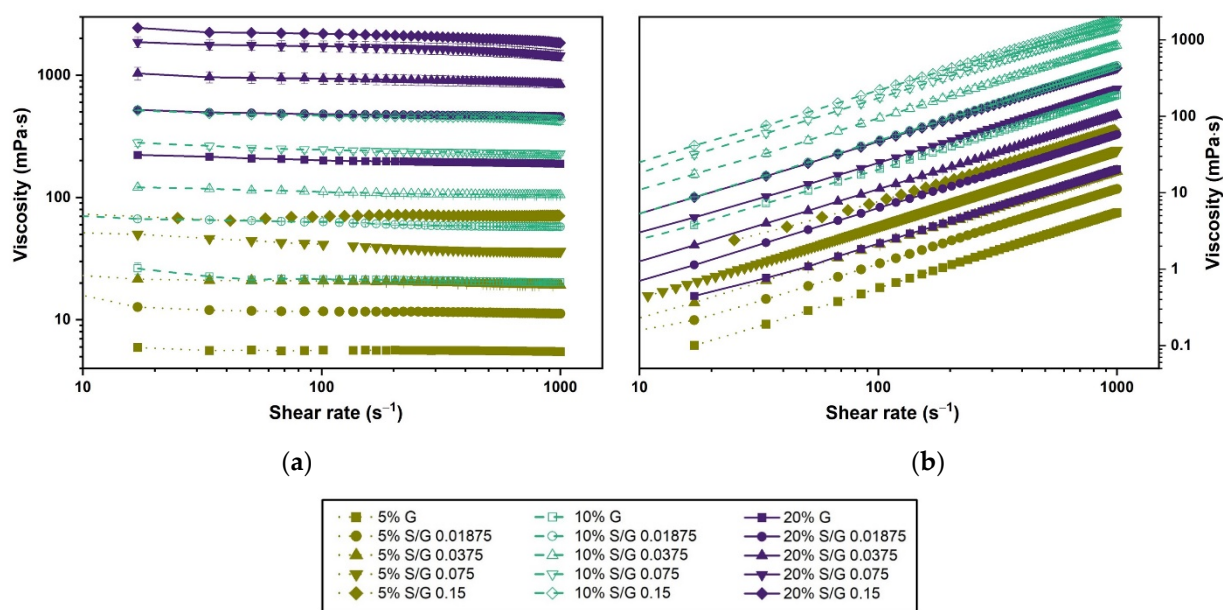 1000
100
10
Viscosity (mPa·s)
10
100
1000
Shear rate (s⁻¹)
(a)
1000
100
10
1
0.1
Viscosity (mPa·s)
10
100
1000
Shear rate (s⁻¹)
(b)
5% G
10% G
20% G
5% S/G 0.01875
10% S/G 0.01875
20% S/G 0.01875
5% S/G 0.0375
10% S/G 0.0375
20% S/G 0.0375
5% S/G 0.075
10% S/G 0.075
20% S/G 0.075
5% S/G 0.15
10% S/G 0.15
20% S/G 0.15